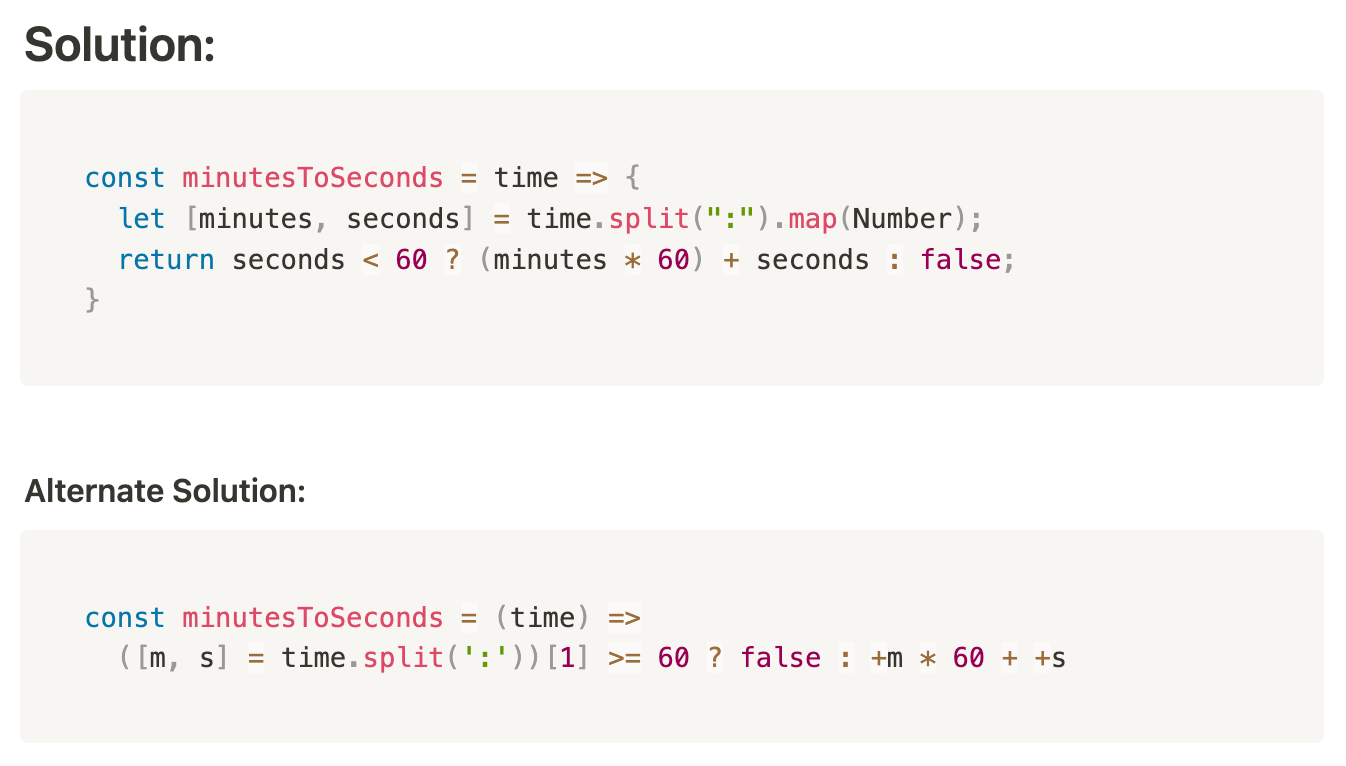 Solution:
const minutesToSeconds = time => {
  let [minutes, seconds] = time.split(":").map(Number);
  return seconds < 60 ? (minutes * 60) + seconds : false;
}
Alternate Solution:
const minutesToSeconds = (time) =>
  ([m, s] = time.split(':'))[1] >= 60 ? false : +m * 60 + +s